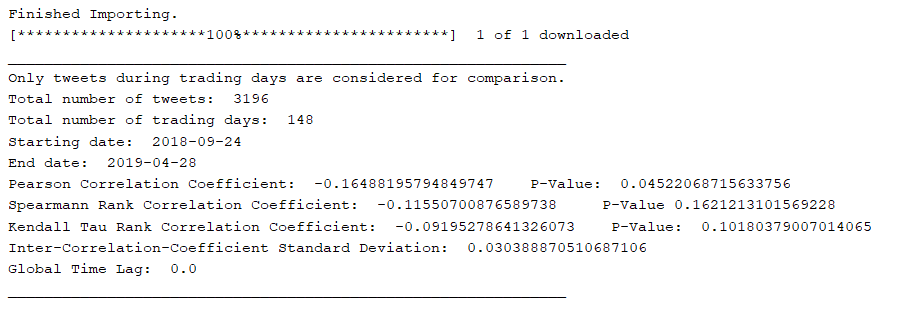 Finished Importing.
[*********************100%***********************]  1 of 1 downloaded
Only tweets during trading days are considered for comparison.
Total number of tweets:  3196
Total number of trading days:  148
Starting date:  2018-09-24
End date:  2019-04-28
Pearson Correlation Coefficient:  -0.16488195794849747    P-Value:  0.04522068715633756
Spearmann Rank Correlation Coefficient:  -0.11550700876589738     P-Value 0.1621213101569228
Kendall Tau Rank Correlation Coefficient:  -0.09195278641326073    P-Value:  0.10180379007014065
Inter-Correlation-Coefficient Standard Deviation:  0.030388870510687106
Global Time Lag:  0.0